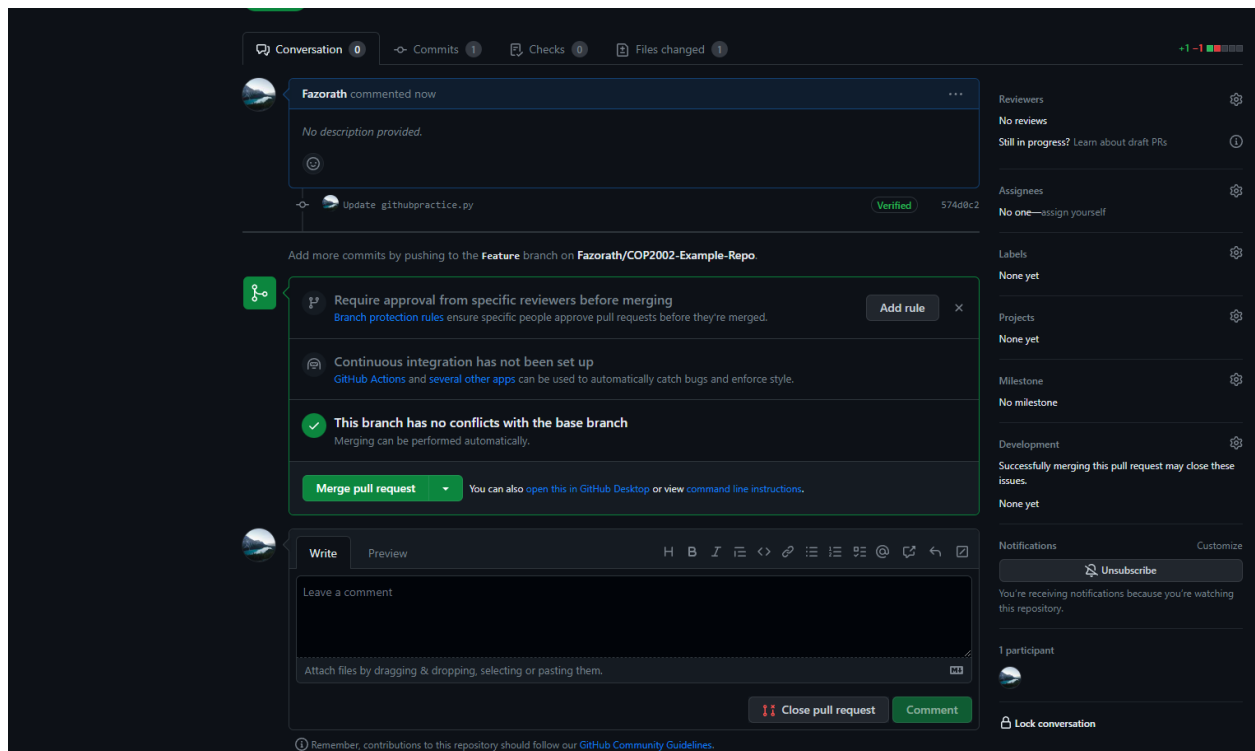 Conversation 0 Commits 1 Checks 0 Files changed 1 +1 −1
Fazorath commented now
No description provided.
Update githubpractice.py Verified 574d0c2
Add more commits by pushing to the Feature branch on Fazorath/COP2002-Example-Repo.
Require approval from specific reviewers before merging
Branch protection rules ensure specific people approve pull requests before they're merged.
Add rule
Continuous integration has not been set up
GitHub Actions and several other apps can be used to automatically catch bugs and enforce style.
This branch has no conflicts with the base branch
Merging can be performed automatically.
Merge pull request You can also open this in GitHub Desktop or view command line instructions.
Write Preview
Leave a comment
Attach files by dragging & dropping, selecting or pasting them.
Close pull request Comment
Remember, contributions to this repository should follow our GitHub Community Guidelines.
Reviewers
No reviews
Still in progress? Learn about draft PRs
Assignees
No one—assign yourself
Labels
None yet
Projects
None yet
Milestone
No milestone
Development
Successfully merging this pull request may close these
issues.
None yet
Notifications Customize
Unsubscribe
You're receiving notifications because you're watching
this repository.
1 participant
Lock conversation